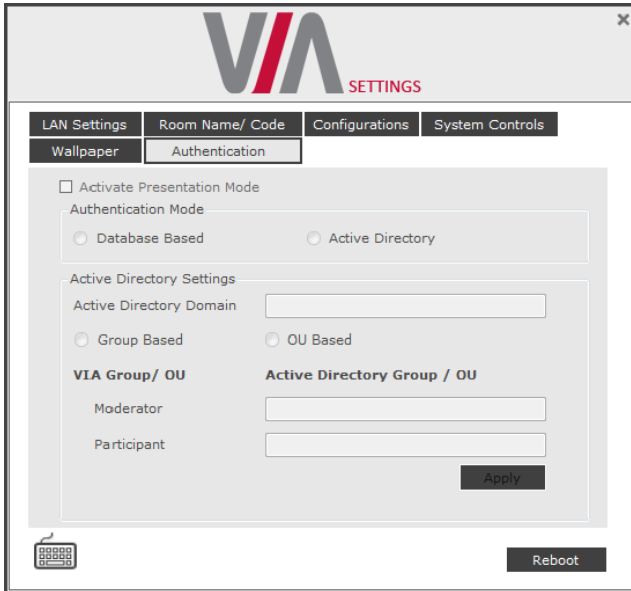 VIA
SETTINGS
LAN Settings Room Name/ Code Configurations System Controls
Wallpaper Authentication
Activate Presentation Mode
Authentication Mode
Database Based Active Directory
Active Directory Settings
Active Directory Domain
Group Based OU Based
VIA Group/ OU Active Directory Group / OU
Moderator
Participant
Apply
Reboot